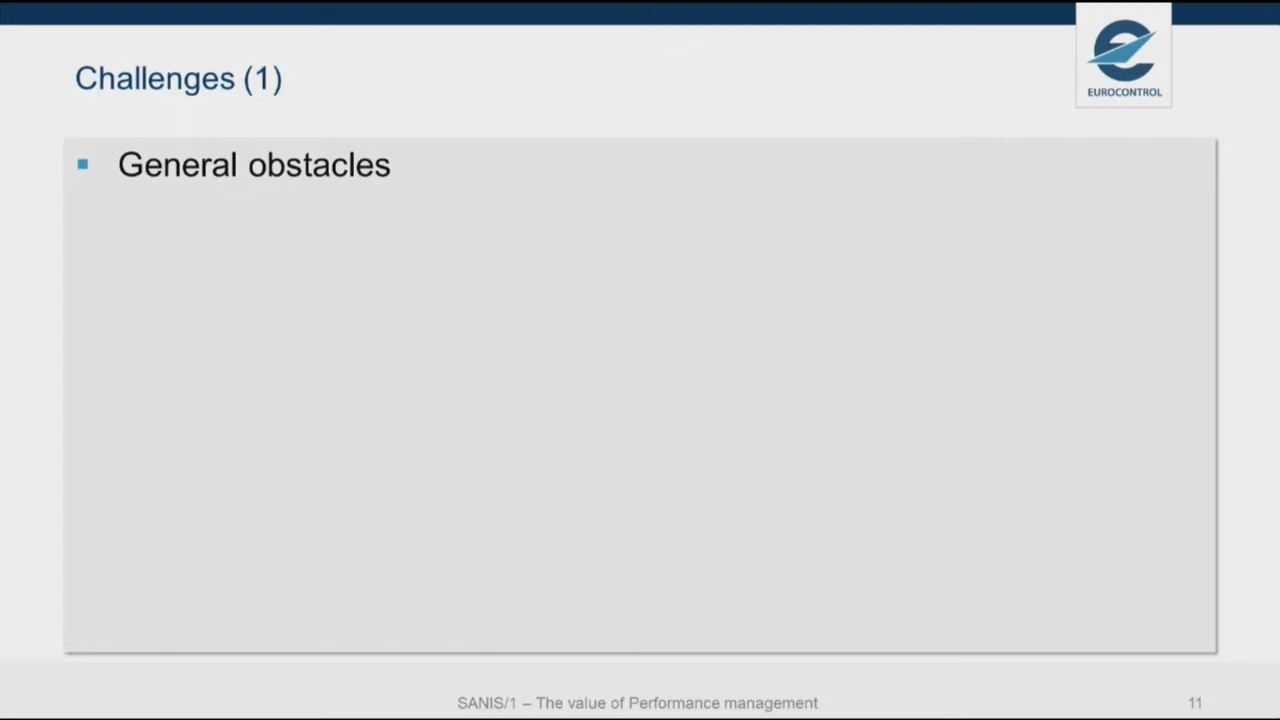 Challenges (1)
EUROCONTROL
▪ General obstacles
SANIS/1 – The value of Performance management
11